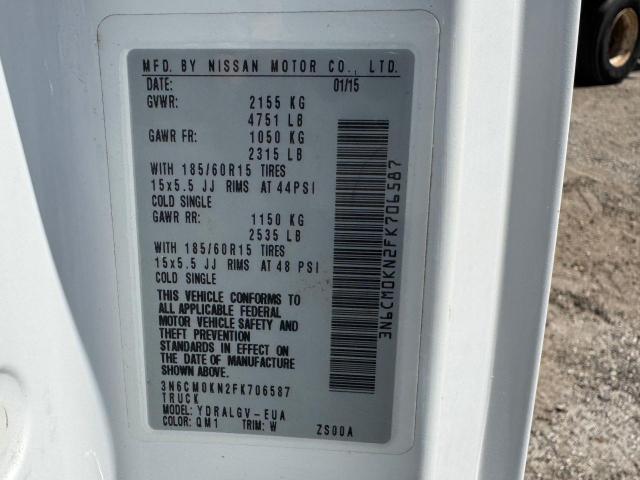 MFD. BY NISSAN MOTOR CO., LTD.
DATE: 01/15
GVWR: 2155 KG
4751 LB
GAWR FR: 1050 KG
2315 LB
WITH 185/60R15 TIRES
15x5.5 JJ RIMS AT 44PSI
COLD SINGLE
GAWR RR: 1150 KG
2535 LB
WITH 185/60R15 TIRES
15x5.5 JJ RIMS AT 48 PSI
COLD SINGLE
THIS VEHICLE CONFORMS TO
ALL APPLICABLE FEDERAL
MOTOR VEHICLE SAFETY AND
THEFT PREVENTION
STANDARDS IN EFFECT ON
THE DATE OF MANUFACTURE
SHOWN ABOVE.
3N6CM0KN2FK706587
TRUCK
MODEL: YDRALGV-EUA
COLOR: QM1 TRIM: W ZS00A
3N6CM0KN2FK706587